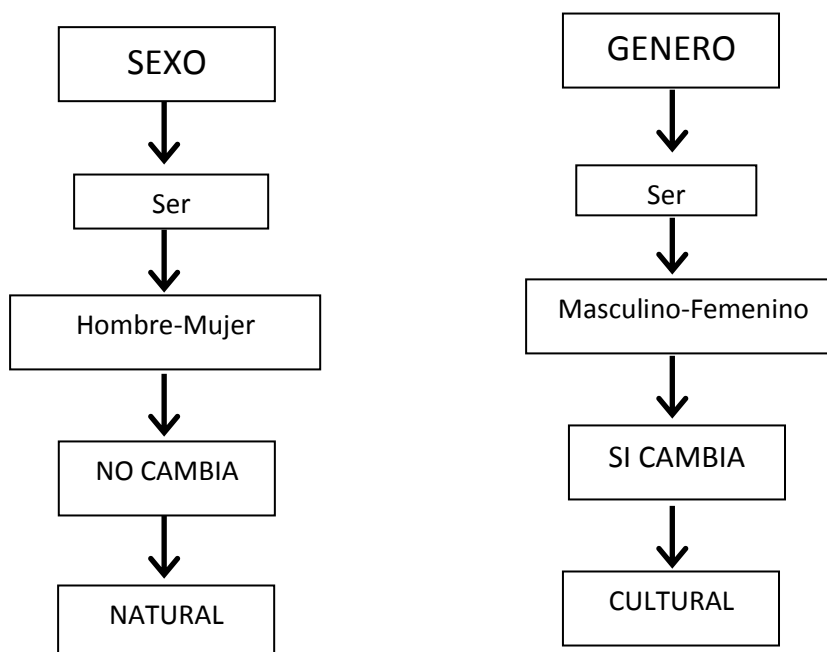 SEXO
Ser
Hombre-Mujer
NO CAMBIA
NATURAL
GENERO
Ser
Masculino-Femenino
SI CAMBIA
CULTURAL